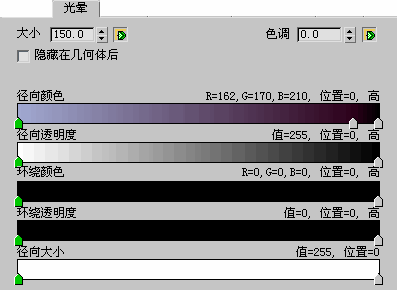 光晕
大小 150.0 色调 0.0
隐藏在几何体后
径向颜色 R=162, G=170, B=210, 位置=0, 高
径向透明度 值=255, 位置=0, 高
环绕颜色 R=0, G=0, B=0, 位置=0, 高
环绕透明度 值=0, 位置=0, 高
径向大小 值=255, 位置=0